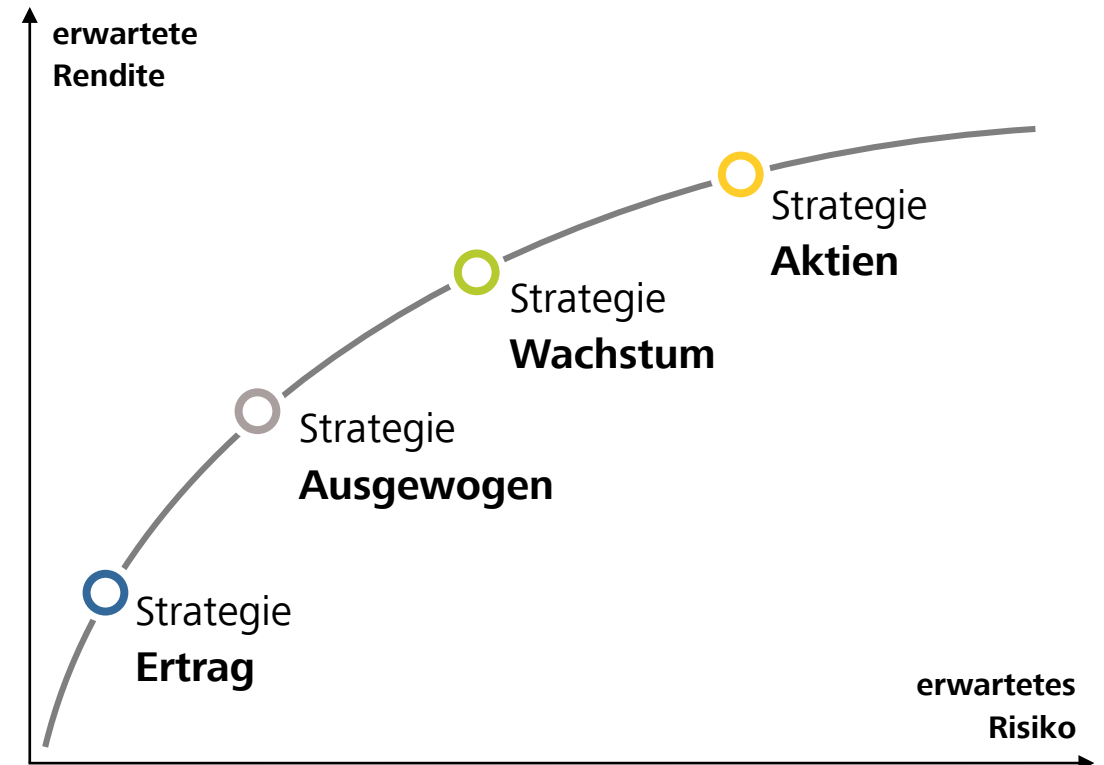 erwartete
Rendite
Strategie
Aktien
Strategie
Wachstum
Strategie
Ausgewogen
Strategie
Ertrag
erwartetes
Risiko